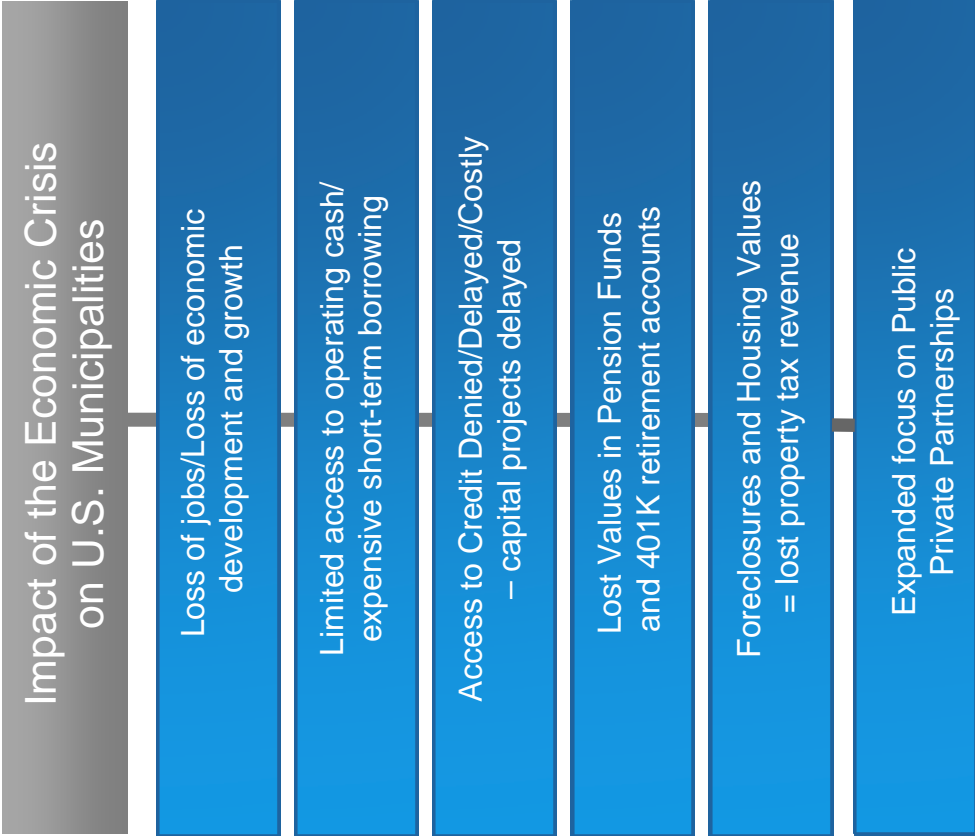 Impact of the Economic Crisis
on U.S. Municipalities
Loss of jobs/Loss of economic
development and growth
Limited access to operating cash/
expensive short-term borrowing
Access to Credit Denied/Delayed/Costly
– capital projects delayed
Lost Values in Pension Funds
and 401K retirement accounts
Foreclosures and Housing Values
= lost property tax revenue
Expanded focus on Public
Private Partnerships